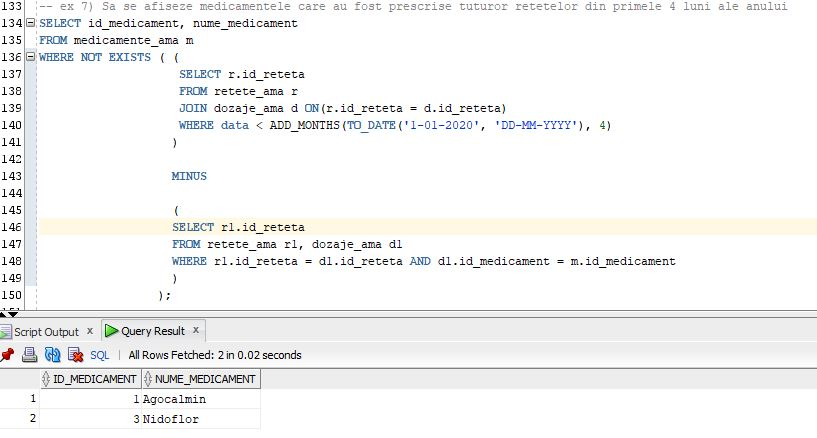 133 -- ex 7) Sa se afiseze medicamentele care au fost prescrise tuturor retetelor din primele 4 luni ale anului
134 SELECT id_medicament, nume_medicament
135 FROM medicamente_ama m
136 WHERE NOT EXISTS ( (
137 SELECT r.id_reteta
138 FROM retete_ama r
139 JOIN dozaje_ama d ON(r.id_reteta = d.id_reteta)
140 WHERE data < ADD_MONTHS(TO_DATE('1-01-2020', 'DD-MM-YYYY'), 4)
141 )
142
143 MINUS
144
145 (
146 SELECT r1.id_reteta
147 FROM retete_ama r1, dozaje_ama d1
148 WHERE r1.id_reteta = d1.id_reteta AND d1.id_medicament = m.id_medicament
149 )
150 );
Script Output x Query Result x
SQL | All Rows Fetched: 2 in 0.02 seconds
ID_MEDICAMENT NUME_MEDICAMENT
1 1 Agocalmin
2 3 Nidoflor